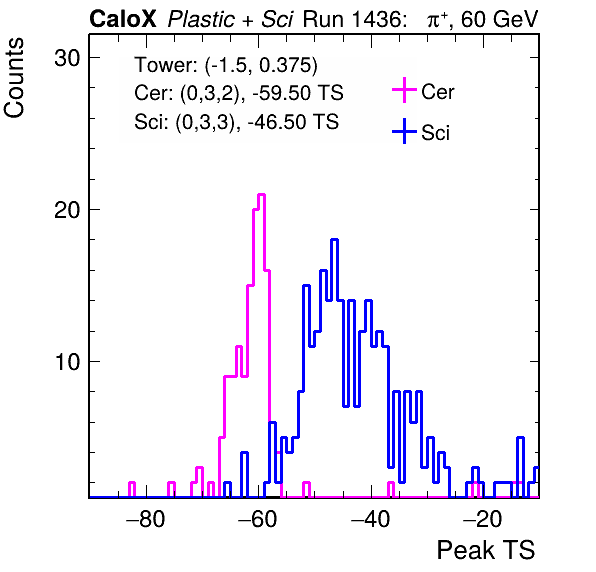 CaloX Plastic + Sci Run 1436: π⁺, 60 GeV
Counts
30
20
10
Tower: (-1.5, 0.375)
Cer: (0,3,2), -59.50 TS
Sci: (0,3,3), -46.50 TS
Cer
Sci
−80 −60 −40 −20
Peak TS